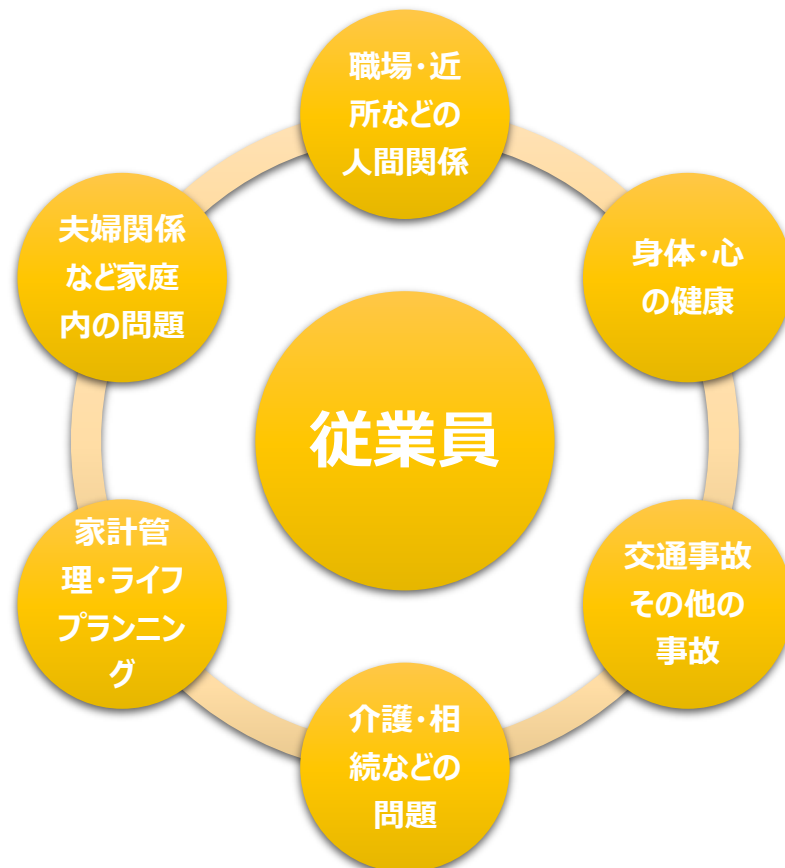 職場・近
所などの
人間関係
身体・心
の健康
交通事故
その他の
事故
介護・相
続などの
問題
家計管
理・ライフ
プランニン
グ
夫婦関係
など家庭
内の問題
従業員